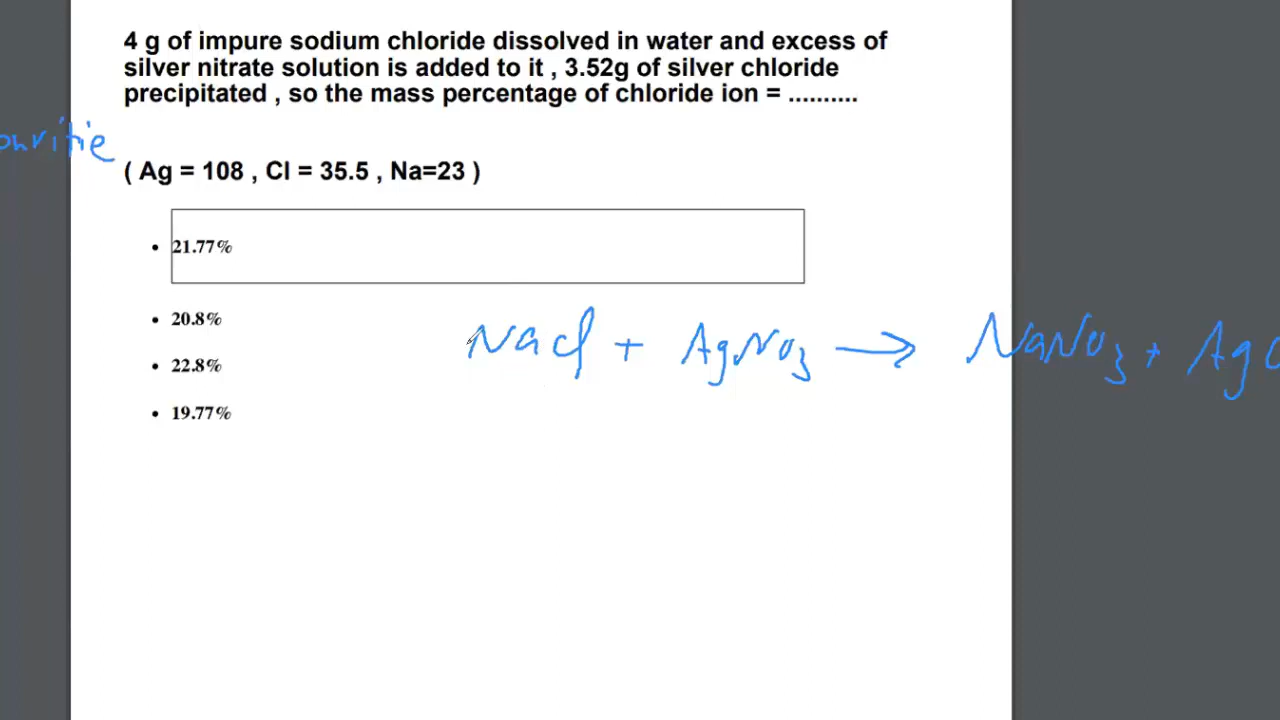 4 g of impure sodium chloride dissolved in water and excess of
silver nitrate solution is added to it , 3.52g of silver chloride
precipitated , so the mass percentage of chloride ion = ..........
( Ag = 108 , Cl = 35.5 , Na=23 )
• 21.77%
• 20.8%
• 22.8%
• 19.77%
NaCl + AgNO3 → NaNO3 + Ag